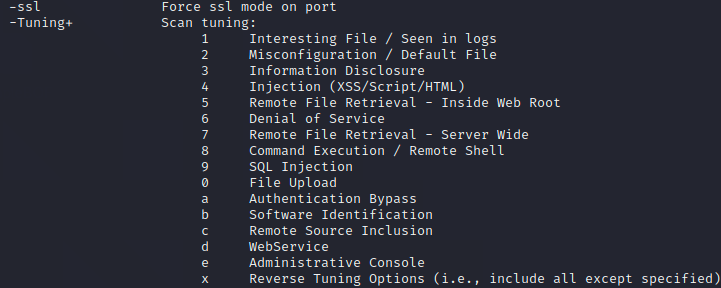 -ssl Force ssl mode on port
-Tuning+ Scan tuning:
1 Interesting File / Seen in logs
2 Misconfiguration / Default File
3 Information Disclosure
4 Injection (XSS/Script/HTML)
5 Remote File Retrieval - Inside Web Root
6 Denial of Service
7 Remote File Retrieval - Server Wide
8 Command Execution / Remote Shell
9 SQL Injection
0 File Upload
a Authentication Bypass
b Software Identification
c Remote Source Inclusion
d WebService
e Administrative Console
x Reverse Tuning Options (i.e., include all except specified)